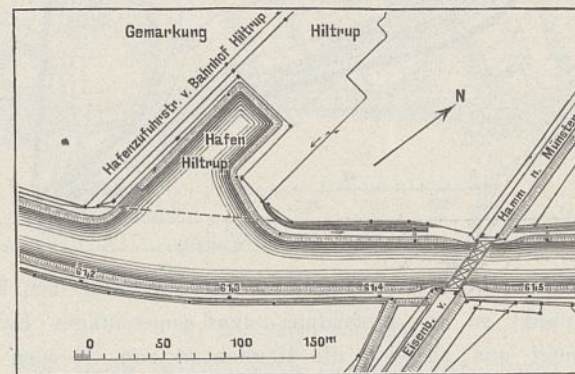 Gemarkung Hiltrup
Hafenzufuhrstr. v. Bahnhof Hiltrup
Hafen
Hiltrup
N
Hamm n. Münster
61,2 61,3 61,4 61,5
Eisenb. v.
0 50 100 150m